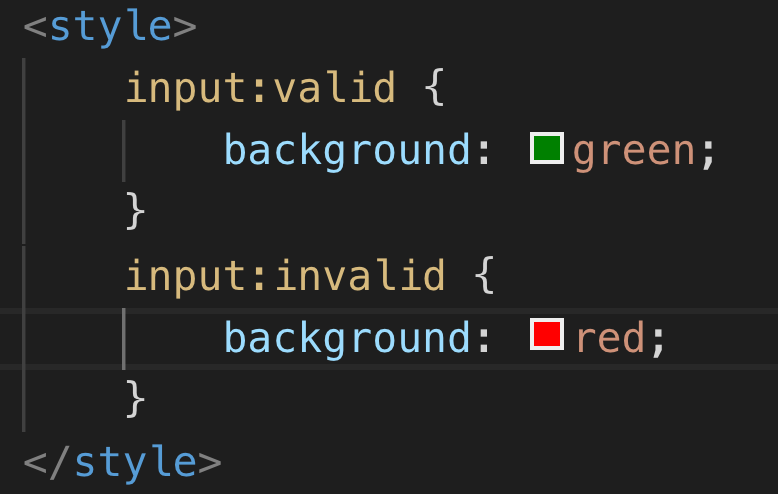 <style>
    input:valid {
        background: green;
    }
    input:invalid {
        background: red;
    }
</style>